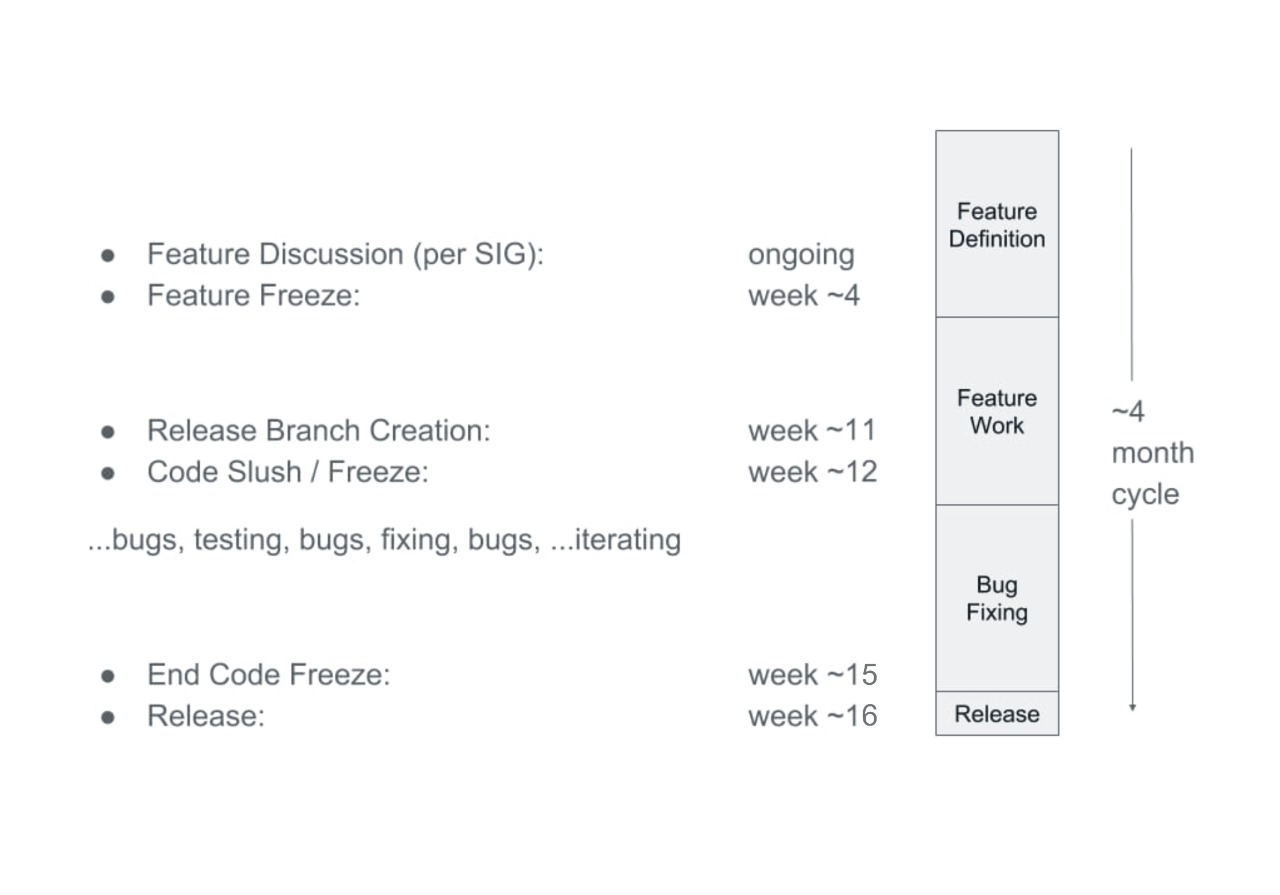 ● Feature Discussion (per SIG): ongoing
● Feature Freeze: week ~4
● Release Branch Creation: week ~11
● Code Slush / Freeze: week ~12
...bugs, testing, bugs, fixing, bugs, ...iterating
● End Code Freeze: week ~15
● Release: week ~16
Feature
Definition
Feature
Work
Bug
Fixing
Release
~4
month
cycle